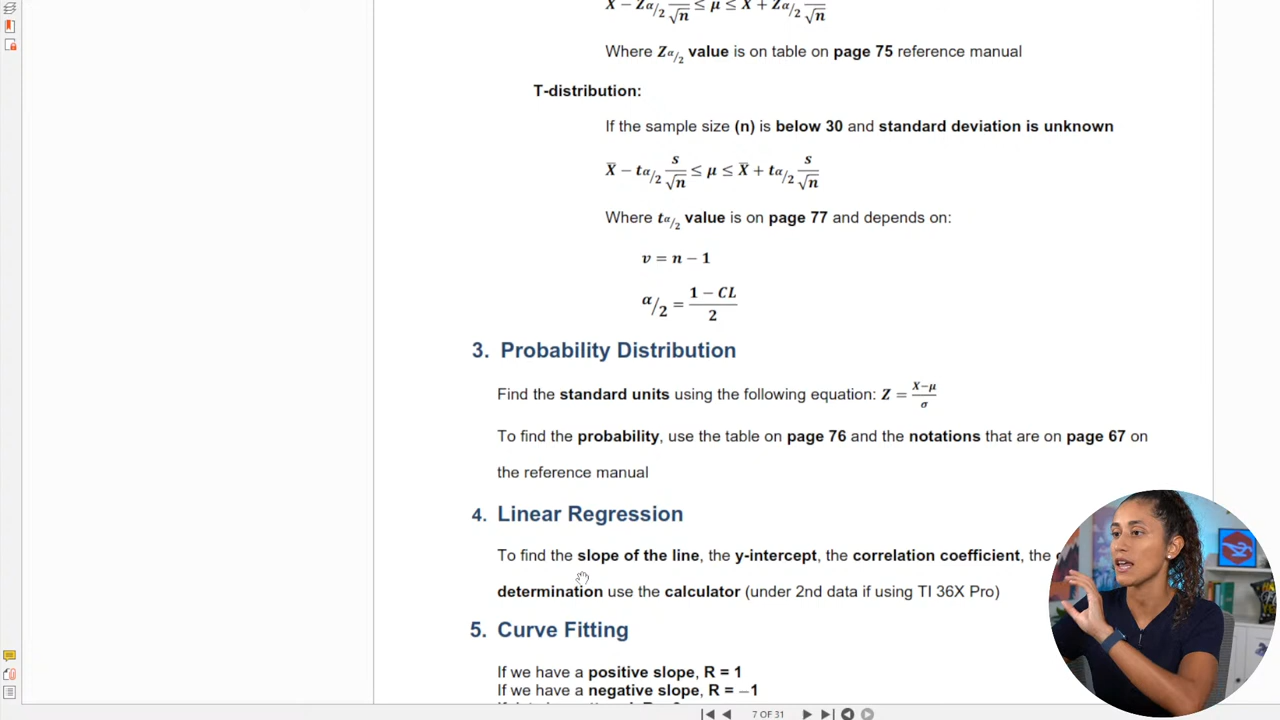 X̄ − Zα/2 /√n ≤ μ ≤ X̄ + Zα/2 /√n
Where Zα/2 value is on table on page 75 reference manual
T-distribution:
If the sample size (n) is below 30 and standard deviation is unknown
X̄ − tα/2 s/√n ≤ μ ≤ X̄ + tα/2 s/√n
Where tα/2 value is on page 77 and depends on:
v = n − 1
α/2 = (1 − CL)/2
3. Probability Distribution
Find the standard units using the following equation: Z = (X−μ)/σ
To find the probability, use the table on page 76 and the notations that are on page 67 on
the reference manual
4. Linear Regression
To find the slope of the line, the y-intercept, the correlation coefficient, the
determination use the calculator (under 2nd data if using TI 36X Pro)
5. Curve Fitting
If we have a positive slope, R = 1
If we have a negative slope, R = −1
7 OF 31